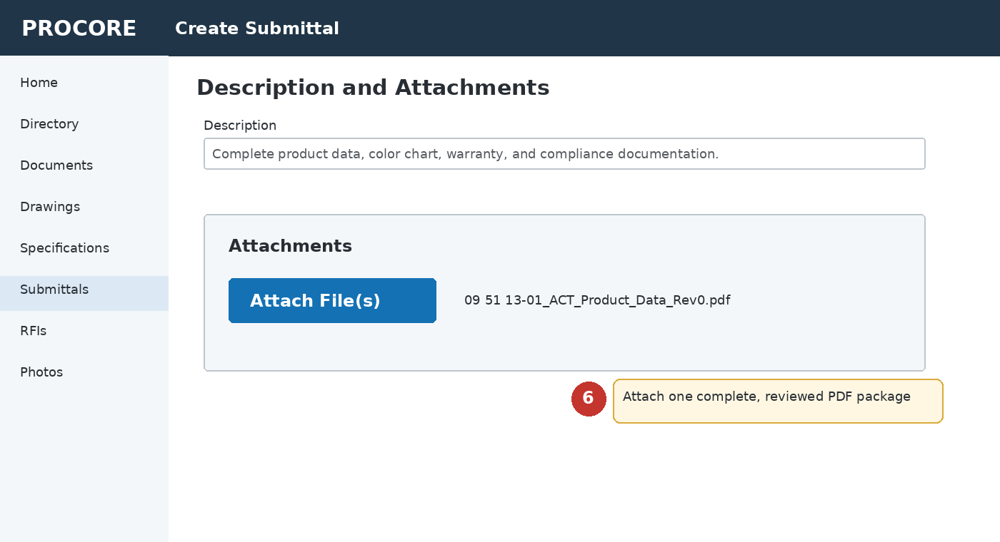 PROCORE
Create Submittal
Home
Directory
Documents
Drawings
Specifications
Submittals
RFIs
Photos
Description and Attachments
Description
Complete product data, color chart, warranty, and compliance documentation.
Attachments
Attach File(s)
09 51 13-01_ACT_Product_Data_Rev0.pdf
6
Attach one complete, reviewed PDF package